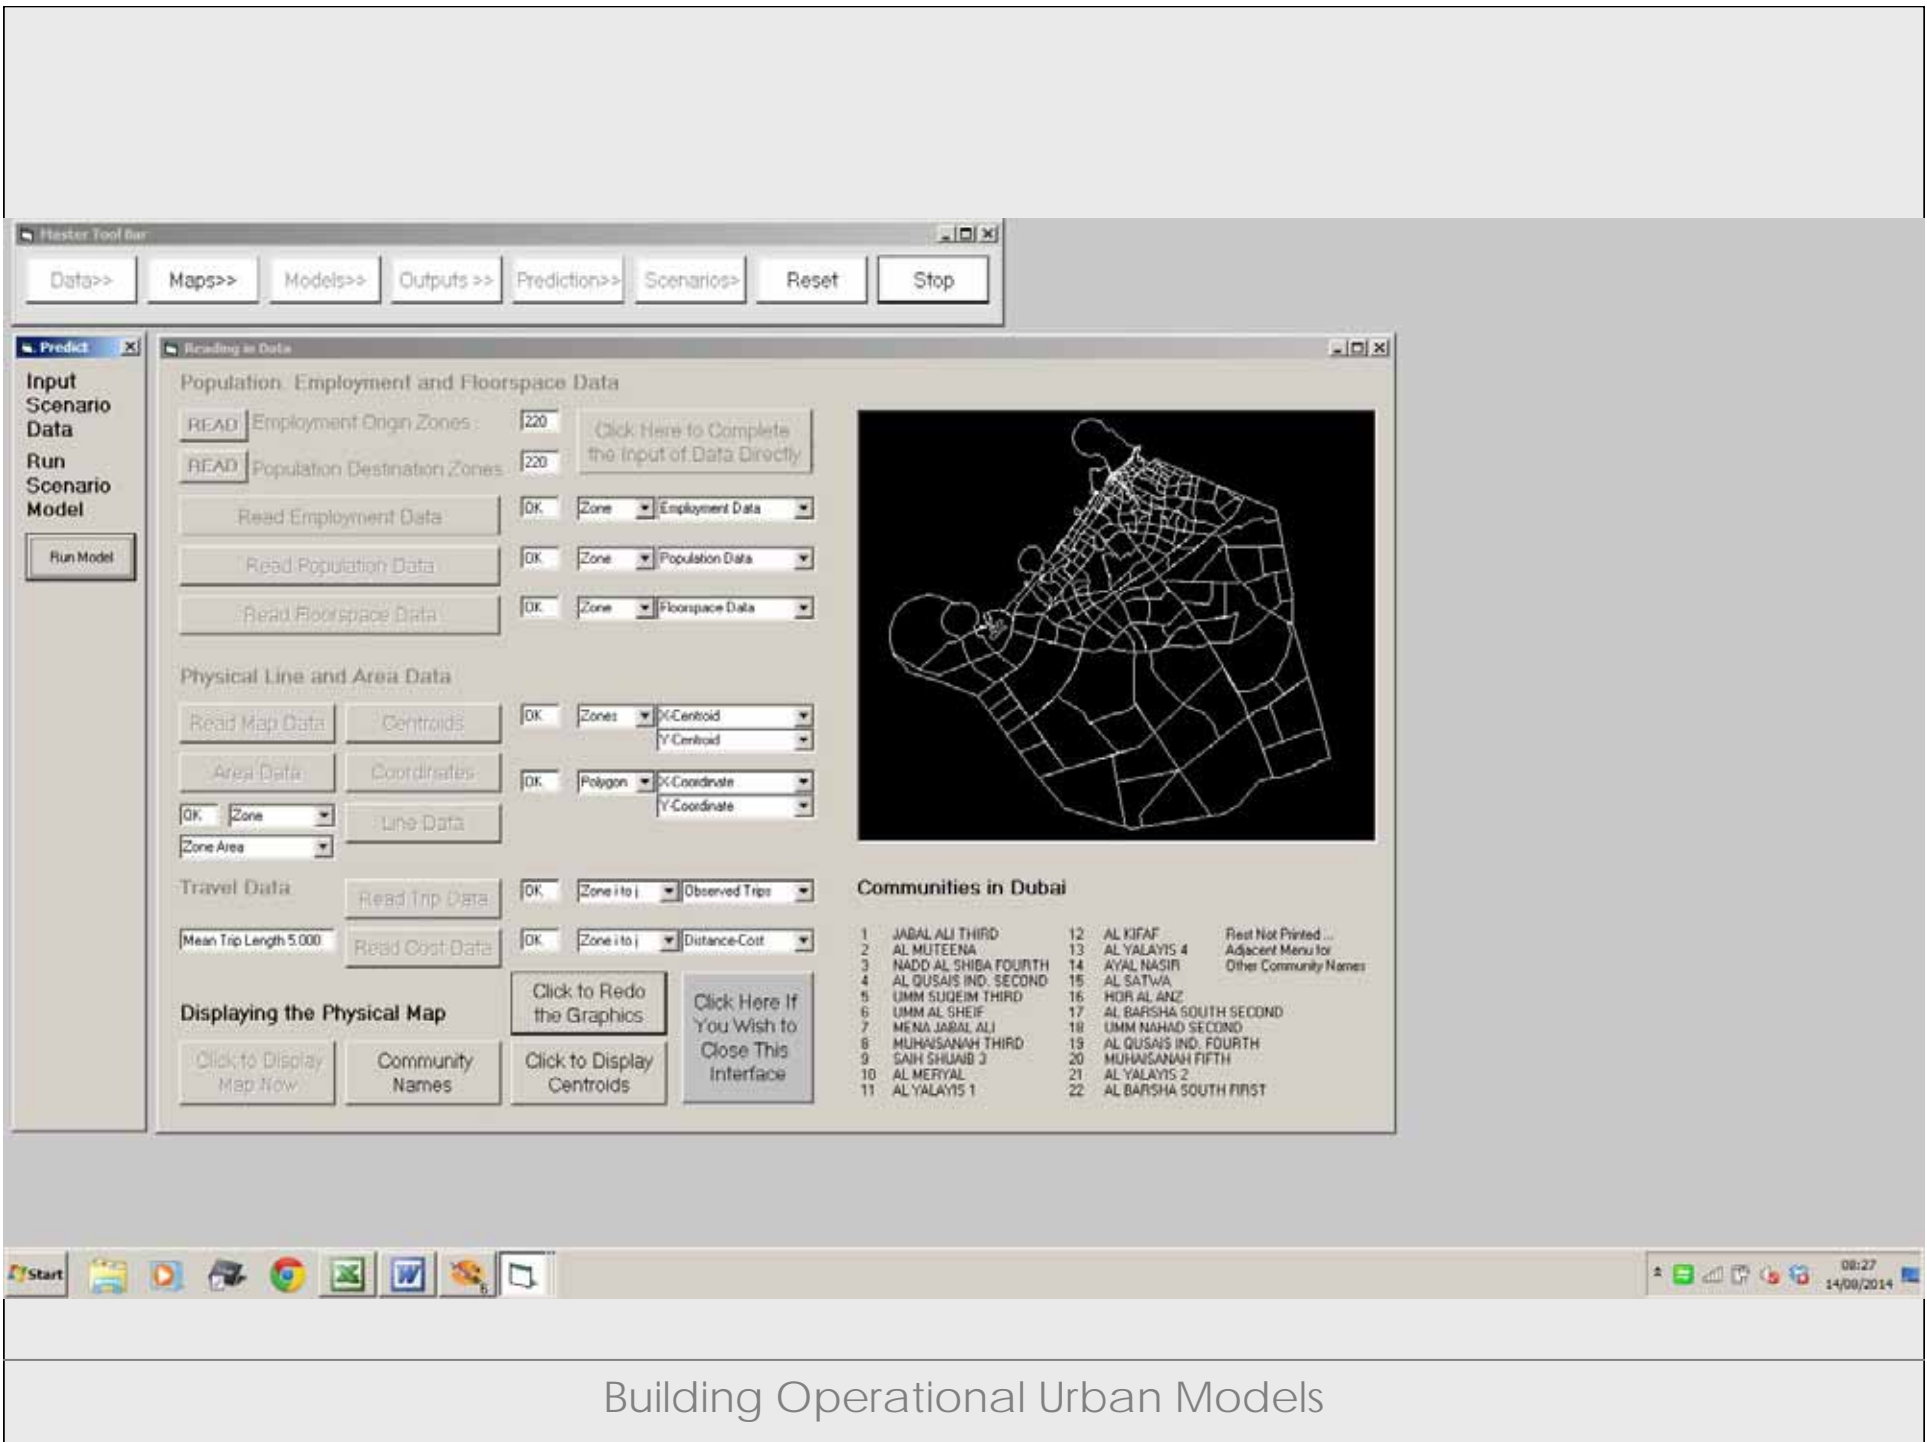 Master Tool Bar
Data>>
Maps>>
Models>>
Outputs >>
Prediction>>
Scenarios>
Reset
Stop
Predict
Input
Scenario
Data
Run
Scenario
Model
Run Model
Reading in Data
Population, Employment and Floorspace Data
READ Employment Origin Zones : 220
READ Population Destination Zones 220
Click Here to Complete
the Input of Data Directly
Read Employment Data OK Zone Employment Data
Read Population Data OK Zone Population Data
Read Floorspace Data OK Zone Floorspace Data
Physical Line and Area Data
Read Map Data Centroids OK Zones X-Centroid
Y-Centroid
Area Data Coordinates OK Polygon X-Coordinate
Y-Coordinate
OK Zone Line Data
Zone Area
Travel Data Read Trip Data OK Zone i to j Observed Trips
Mean Trip Length 5.000 Read Cost Data OK Zone i to j Distance-Cost
Displaying the Physical Map
Click to Redo
the Graphics
Click Here If
You Wish to
Close This
Interface
Click to Display
Map Now
Community
Names
Click to Display
Centroids
Communities in Dubai
1 JABAL ALI THIRD
2 AL MUTEENA
3 NADD AL SHIBA FOURTH
4 AL QUSAIS IND. SECOND
5 UMM SUQEIM THIRD
6 UMM AL SHEIF
7 MENA JABAL ALI
8 MUHAISANAH THIRD
9 SAIH SHUAIB 3
10 AL MERYAL
11 AL YALAYIS 1
12 AL KIFAF
13 AL YALAYIS 4
14 AYAL NASIR
15 AL SATWA
16 HOR AL ANZ
17 AL BARSHA SOUTH SECOND
18 UMM NAHAD SECOND
19 AL QUSAIS IND. FOURTH
20 MUHAISANAH FIFTH
21 AL YALAYIS 2
22 AL BARSHA SOUTH FIRST
Rest Not Printed ...
Adjacent Menu for
Other Community Names
Start
08:27
14/08/2014
Building Operational Urban Models